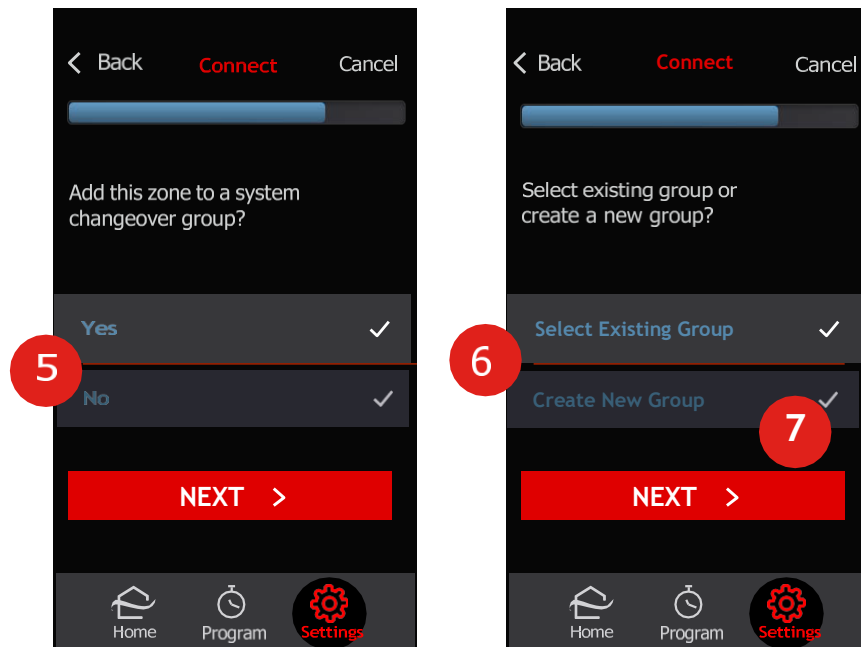 Back Connect Cancel
Add this zone to a system
changeover group?
Yes
5
No
NEXT >
Home Program Settings
Back Connect Cancel
Select existing group or
create a new group?
Select Existing Group
6
Create New Group
7
NEXT >
Home Program Settings